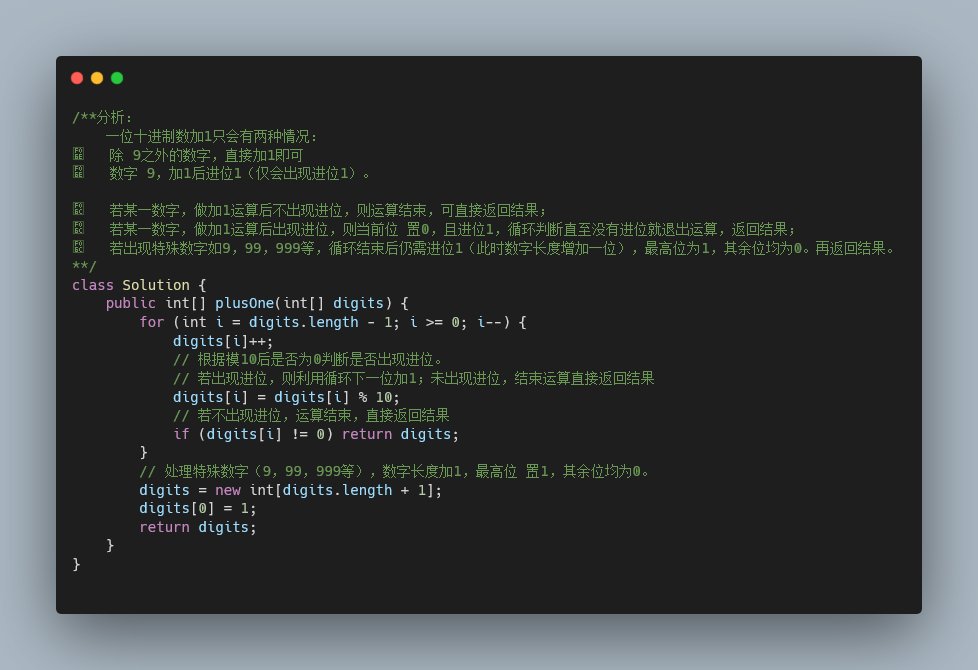 /**分析:
    一位十进制数加1只会有两种情况:
    除 9之外的数字，直接加1即可
    数字 9，加1后进位1（仅会出现进位1）。
    若某一数字，做加1运算后不出现进位，则运算结束，可直接返回结果；
    若某一数字，做加1运算后出现进位，则当前位 置0，且进位1，循环判断直至没有进位就退出运算，返回结果；
    若出现特殊数字如9，99，999等，循环结束后仍需进位1（此时数字长度增加一位），最高位为1，其余位均为0。再返回结果。
**/
class Solution {
    public int[] plusOne(int[] digits) {
        for (int i = digits.length - 1; i >= 0; i--) {
            digits[i]++;
            // 根据模10后是否为0判断是否出现进位。
            // 若出现进位，则利用循环下一位加1；未出现进位，结束运算直接返回结果
            digits[i] = digits[i] % 10;
            // 若不出现进位，运算结束，直接返回结果
            if (digits[i] != 0) return digits;
        }
        // 处理特殊数字（9，99，999等），数字长度加1，最高位 置1，其余位均为0。
        digits = new int[digits.length + 1];
        digits[0] = 1;
        return digits;
    }
}